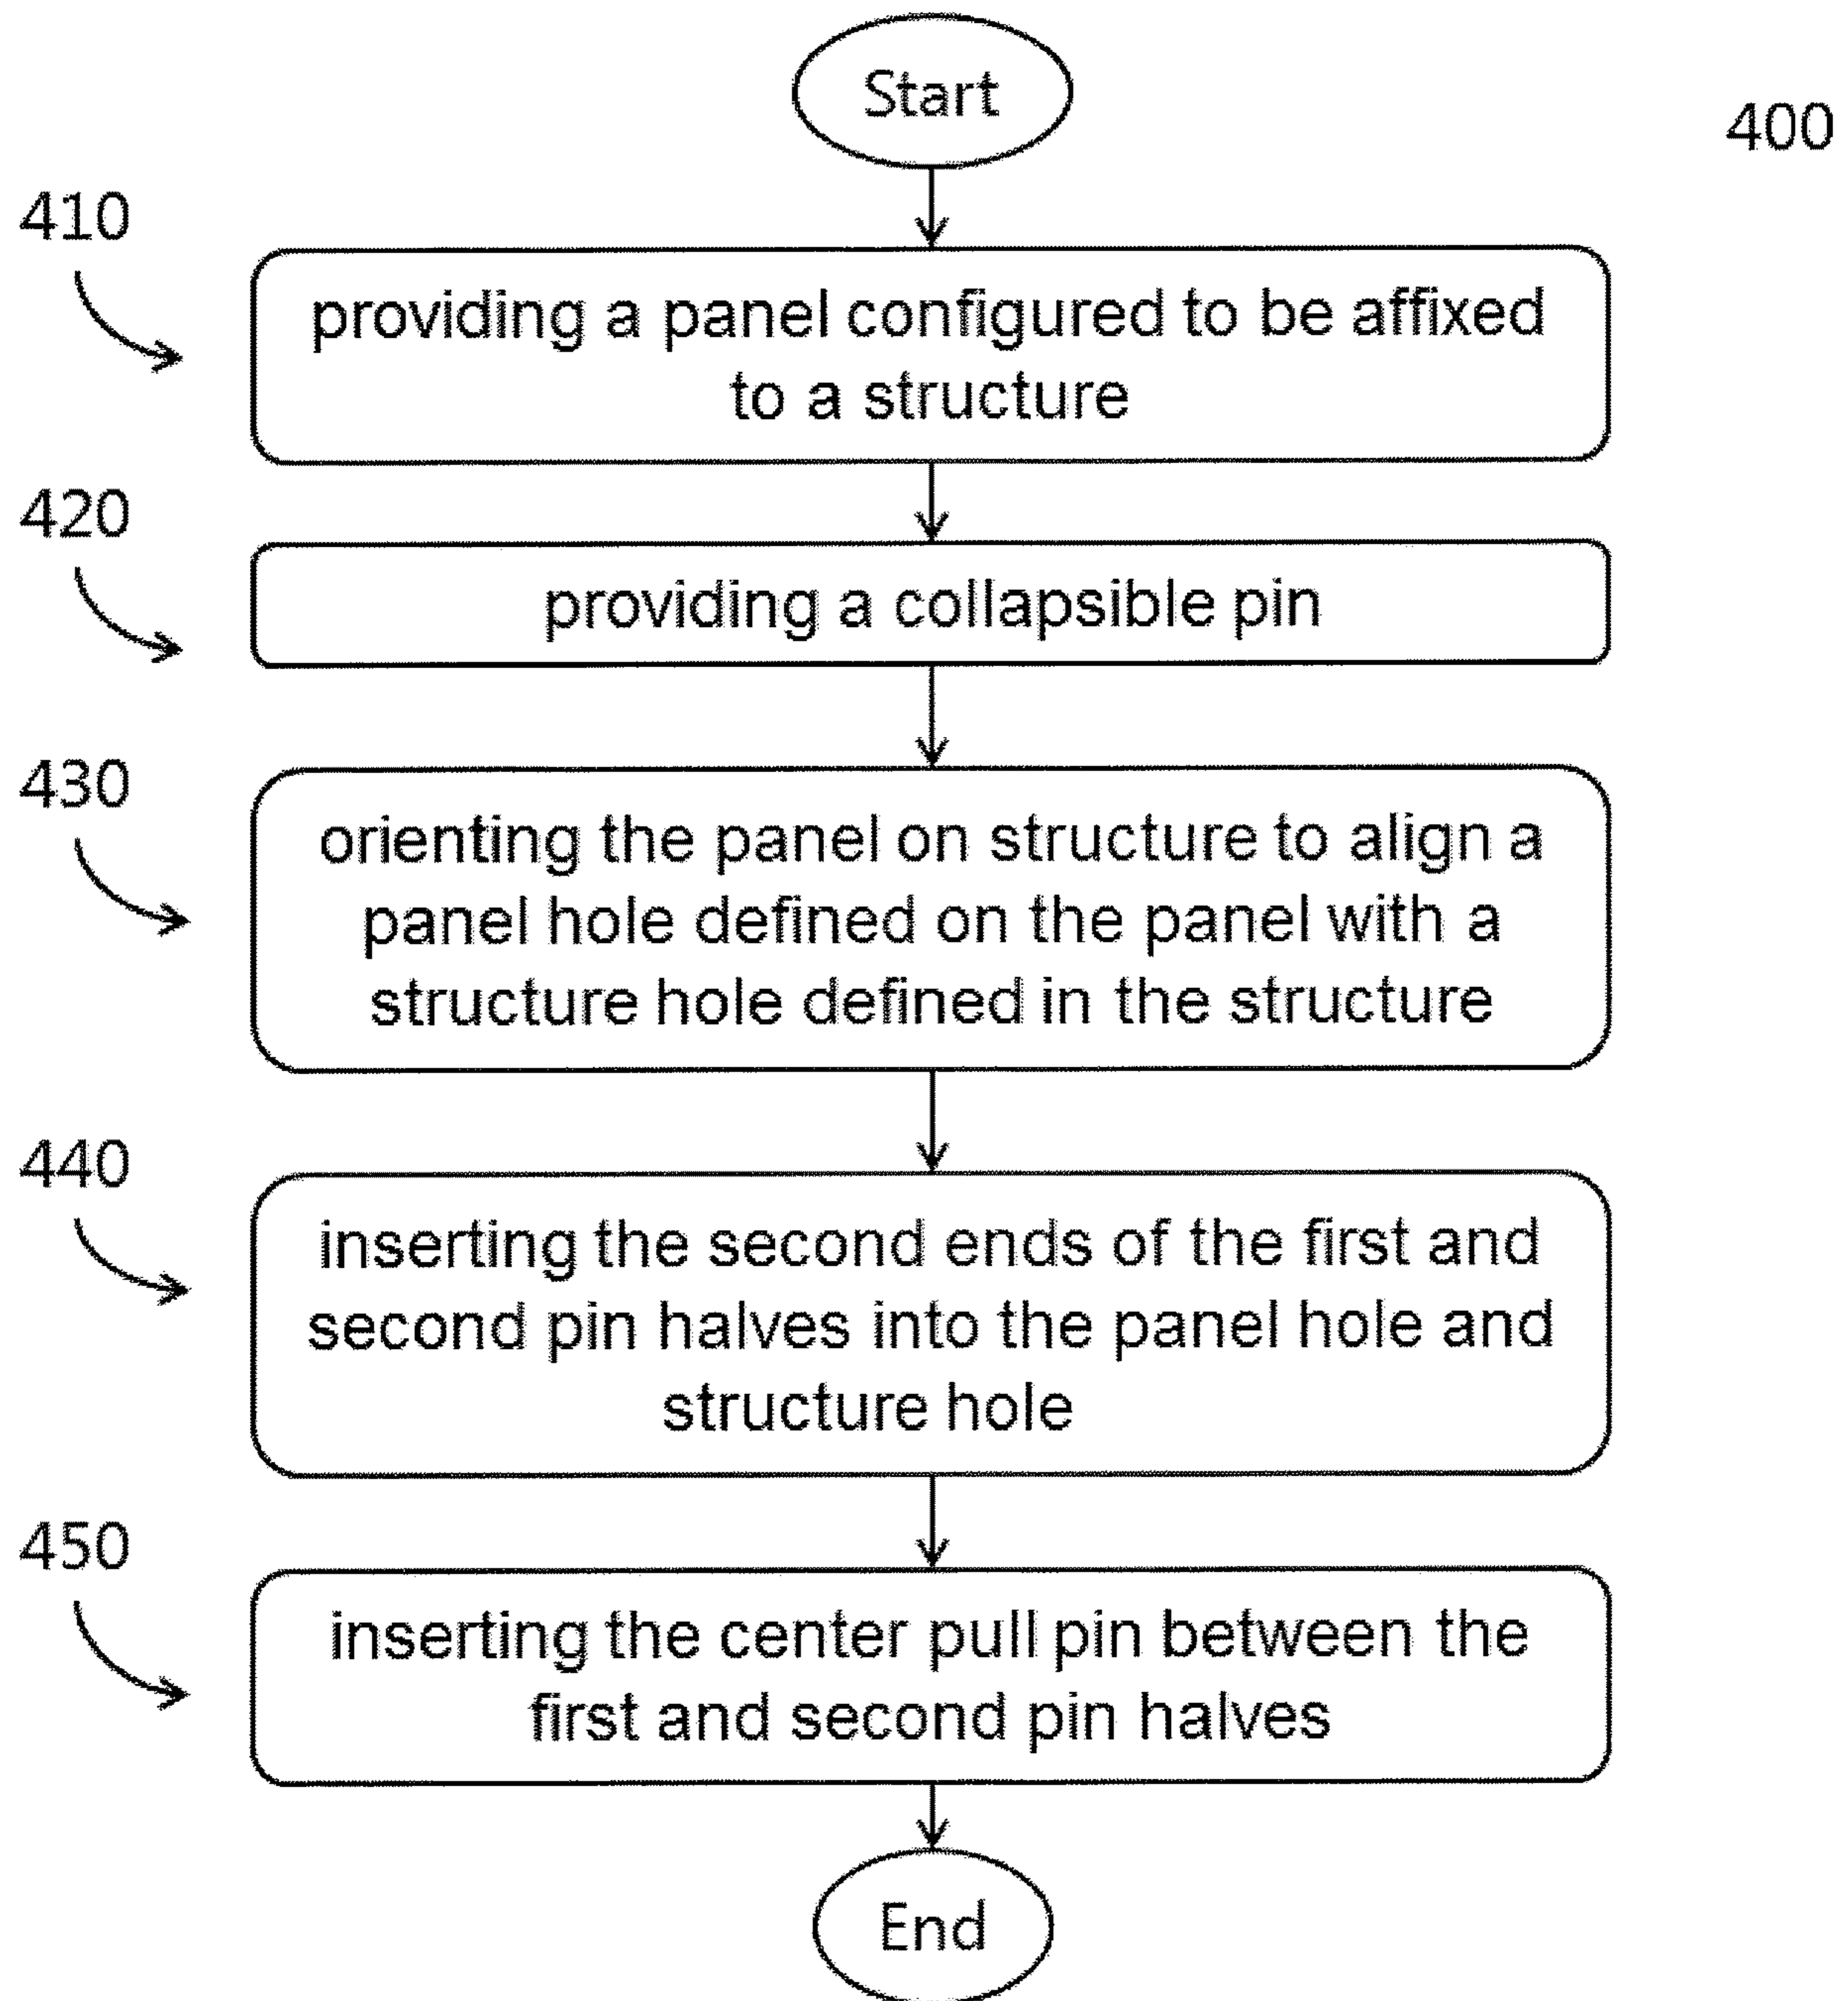 Start
400
410
providing a panel configured to be affixed
to a structure
420
providing a collapsible pin
430
orienting the panel on structure to align a
panel hole defined on the panel with a
structure hole defined in the structure
440
inserting the second ends of the first and
second pin halves into the panel hole and
structure hole
450
inserting the center pull pin between the
first and second pin halves
End